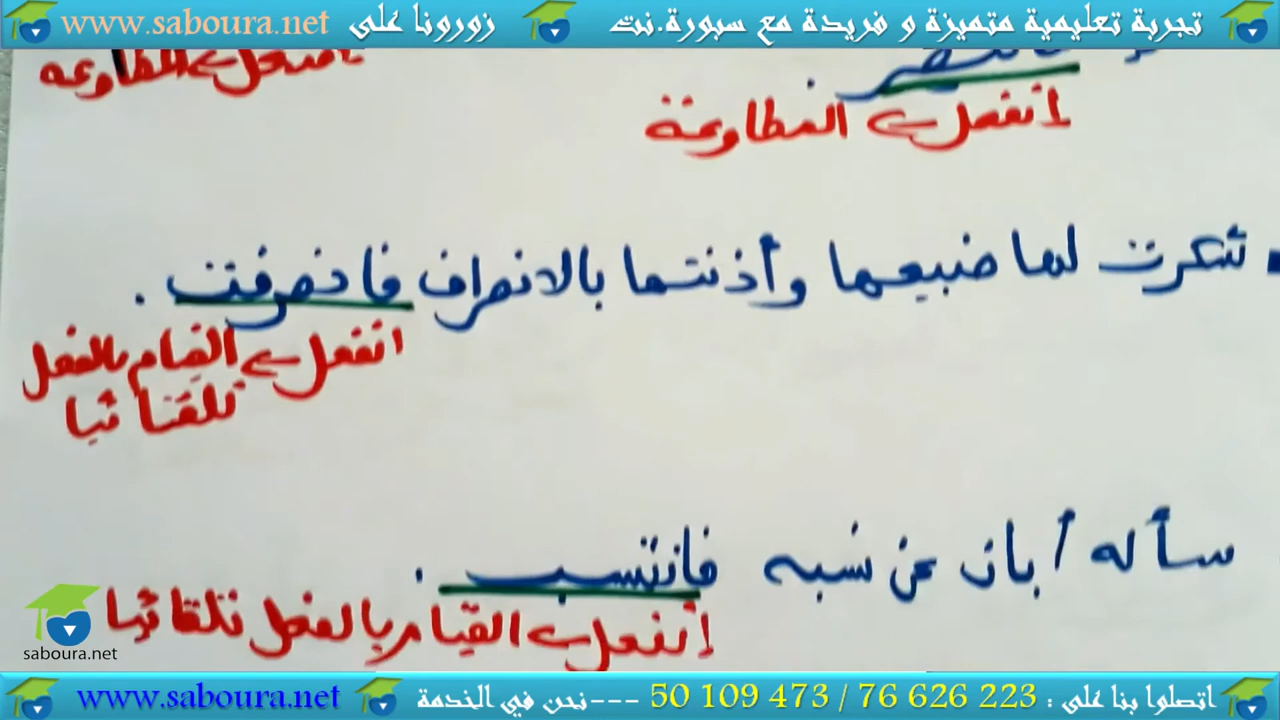 تجربة تعليمية متميزة و فريدة مع سبورة.نت زورونا على www.saboura.net
انفعل ← المطاوعة
شكرت لهما صنيعهما وأذنتهما بالانصراف فانصرفت .
انفعل ← القيام بالفعل
تلقائيا
سأله أبان عن نسبه فانتسب .
انفعل ← القيام بالفعل تلقائيا
saboura.net
اتصلوا بنا على : 223 626 76 / 473 109 50 ---نحن في الخدمة www.saboura.net